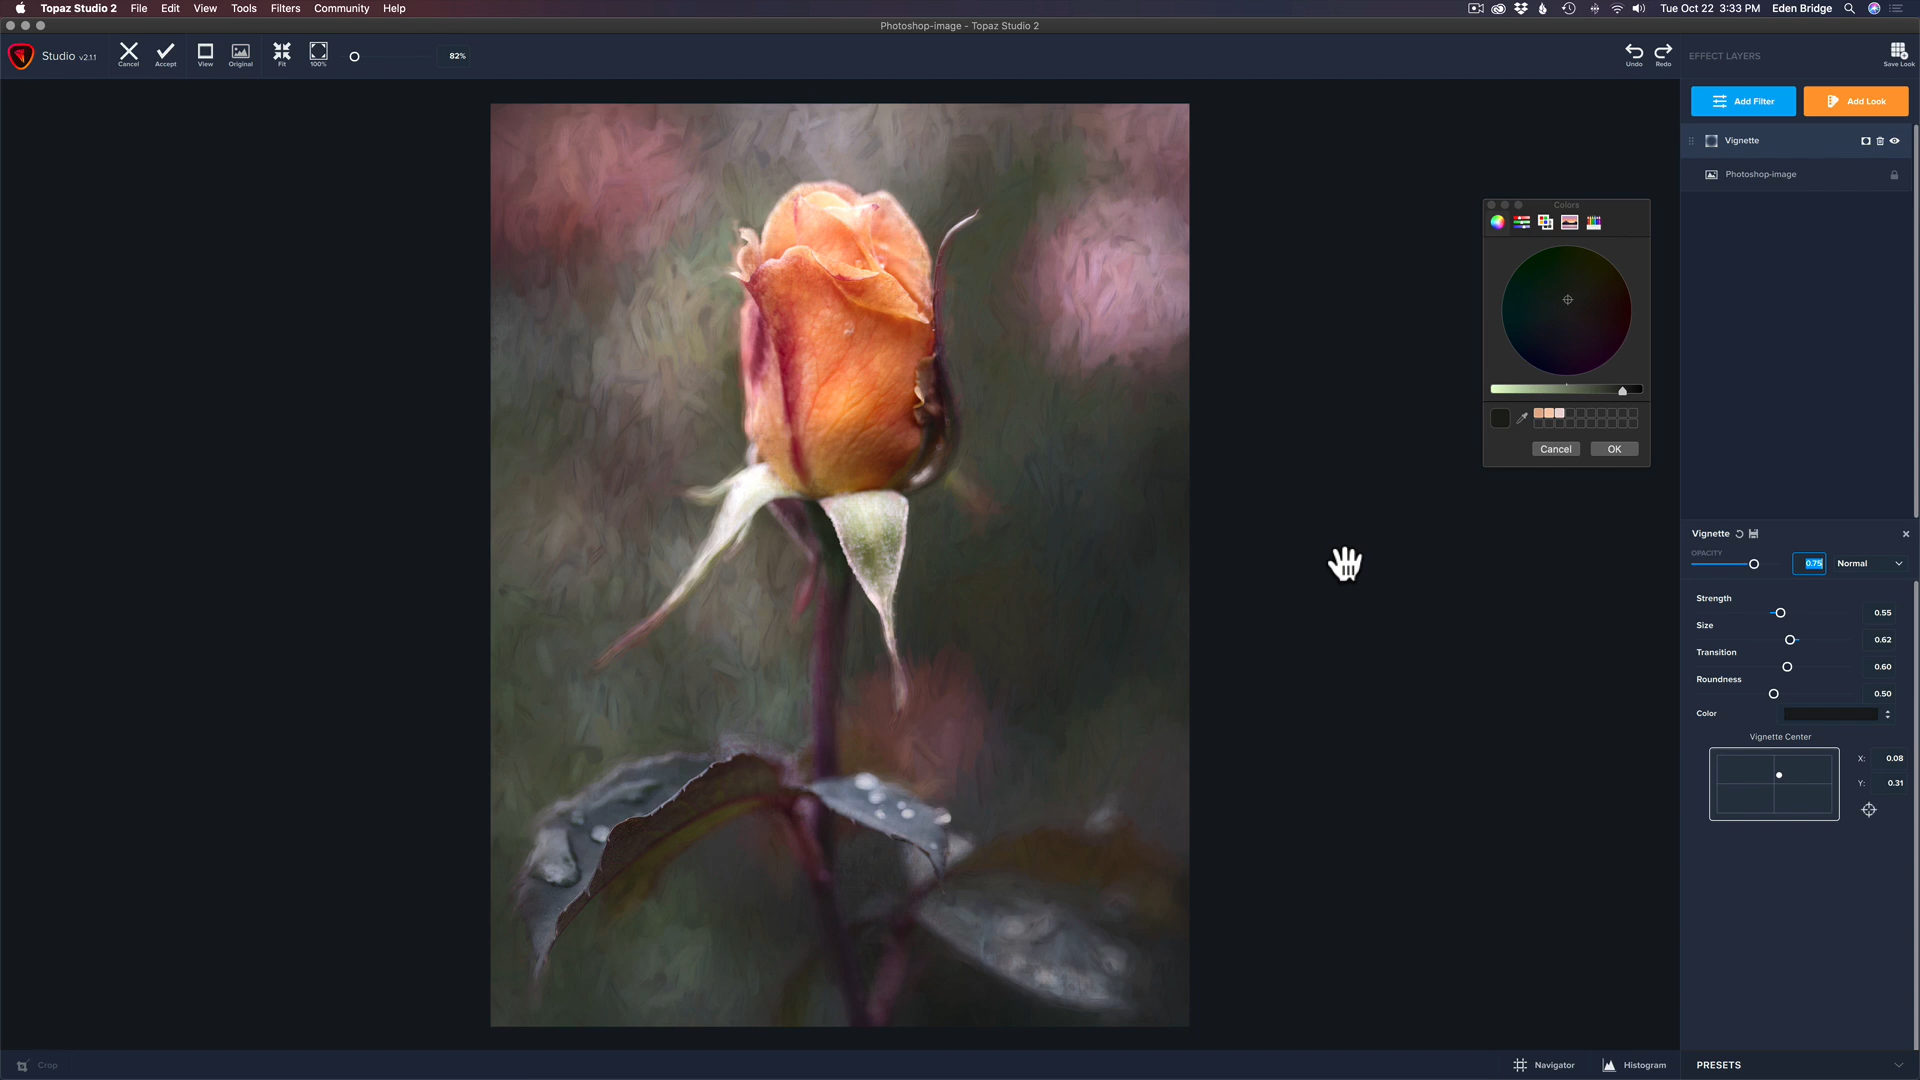 Topaz Studio 2 File Edit View Tools Filters Community Help
Tue Oct 22 3:33 PM Eden Bridge
Photoshop-image - Topaz Studio 2
Studio v2.1.1
Cancel Accept View Original Fit 100% 82%
Undo Redo
EFFECT LAYERS
Save Look
Add Filter Add Look
Vignette
Photoshop-image
Colors
Cancel OK
Vignette
OPACITY
0.75 Normal
Strength
0.55
Size
0.62
Transition
0.60
Roundness
0.50
Color
Vignette Center
X: 0.08
Y: 0.31
Crop
Navigator Histogram
PRESETS